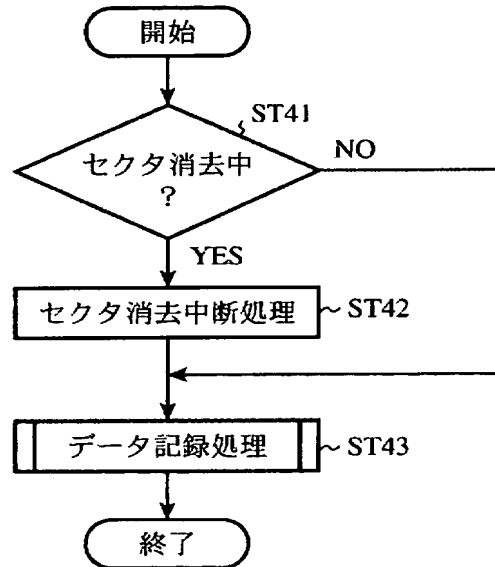 開始
ST41
セクタ消去中
?
NO
YES
セクタ消去中断処理
ST42
データ記録処理
ST43
終了